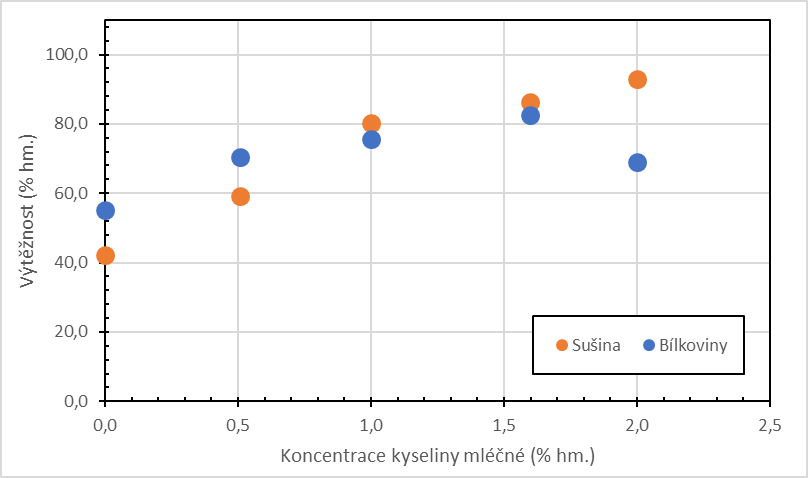 100,0
80,0
60,0
40,0
20,0
0,0
Výtěžnost (% hm.)
0,0 0,5 1,0 1,5 2,0 2,5
Koncentrace kyseliny mléčné (% hm.)
Sušina Bílkoviny